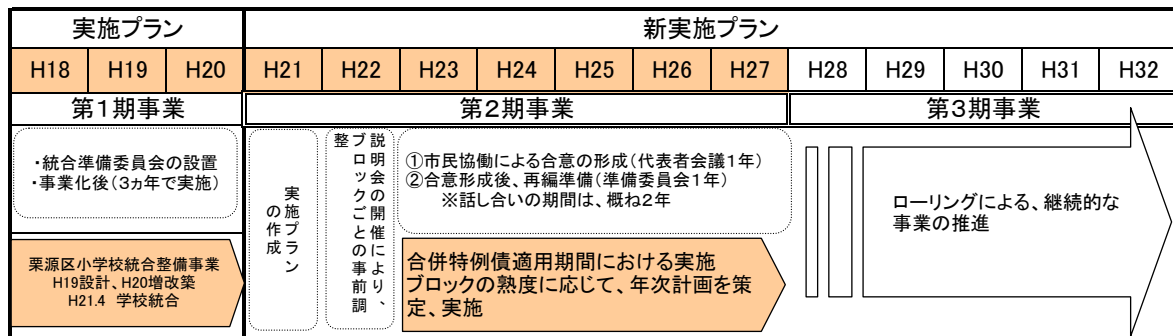 実施プラン
新実施プラン
H18 H19 H20 H21 H22 H23 H24 H25 H26 H27 H28 H29 H30 H31 H32
第1期事業
第2期事業
第3期事業
・統合準備委員会の設置
・事業化後(3ヵ年で実施)
栗源区小学校統合整備事業
H19設計、H20増改築
H21.4 学校統合
実施プラン
の作成
説明会の開催により、
ブロックごとの事前調
整
①市民協働による合意の形成(代表者会議1年)
②合意形成後、再編準備(準備委員会1年)
※話し合いの期間は、概ね2年
合併特例債適用期間における実施
ブロックの熟度に応じて、年次計画を策
定、実施
ローリングによる、継続的な
事業の推進